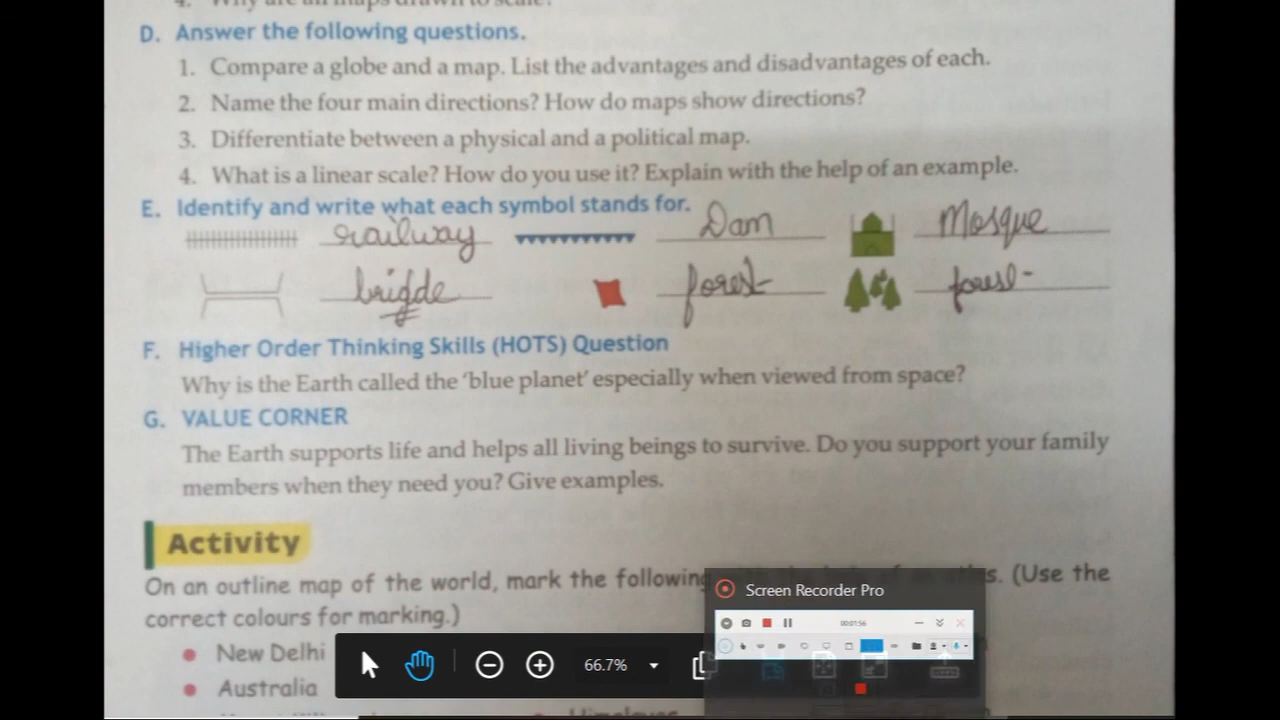 D. Answer the following questions.
1. Compare a globe and a map. List the advantages and disadvantages of each.
2. Name the four main directions? How do maps show directions?
3. Differentiate between a physical and a political map.
4. What is a linear scale? How do you use it? Explain with the help of an example.
E. Identify and write what each symbol stands for.
railway Dam Mosque
brigde forest forest
F. Higher Order Thinking Skills (HOTS) Question
Why is the Earth called the 'blue planet' especially when viewed from space?
G. VALUE CORNER
The Earth supports life and helps all living beings to survive. Do you support your family
members when they need you? Give examples.
Activity
On an outline map of the world, mark the following (Use the
correct colours for marking.)
• New Delhi
• Australia
Screen Recorder Pro
00:01:56
66.7%